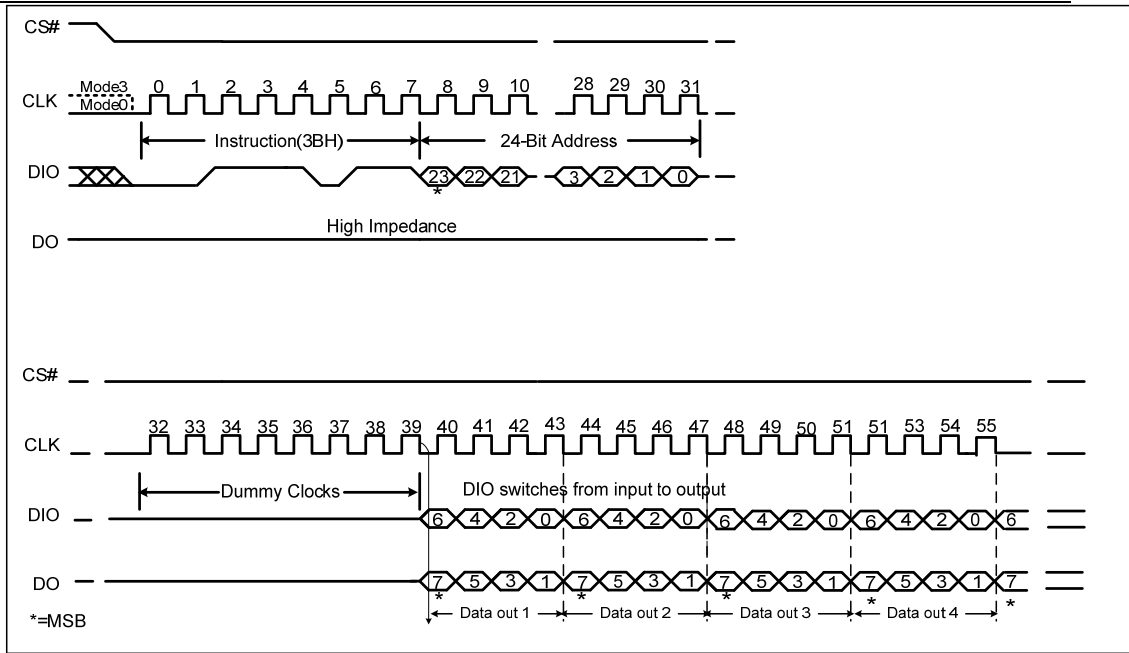 CS#
Mode3 0 1 2 3 4 5 6 7 8 9 10 28 29 30 31
CLK Mode0
Instruction(3BH) 24-Bit Address
DIO 23 22 21 3 2 1 0
*
High Impedance
DO
CS#
32 33 34 35 36 37 38 39 40 41 42 43 44 45 46 47 48 49 50 51 51 53 54 55
CLK
Dummy Clocks DIO switches from input to output
DIO 6 4 2 0 6 4 2 0 6 4 2 0 6 4 2 0 6
DO 7 5 3 1 7 5 3 1 7 5 3 1 7 5 3 1 7
* * * * *
Data out 1 Data out 2 Data out 3 Data out 4
*=MSB